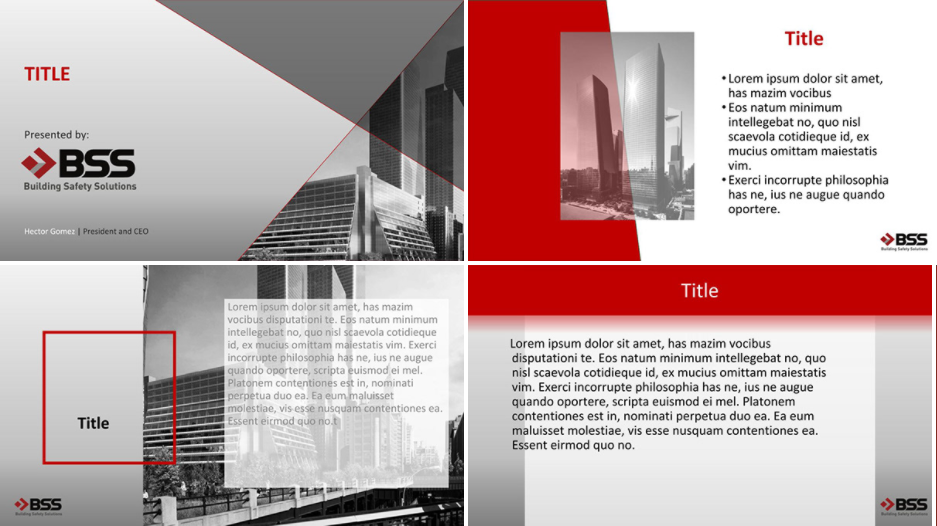 TITLE
Presented by:
BSS
Building Safety Solutions
Hector Gomez | President and CEO
Title
•Lorem ipsum dolor sit amet,
has mazim vocibus
•Eos natum minimum
intellegebat no, quo nisl
scaevola cotidieque id, ex
mucius omittam maiestatis
vim.
•Exerci incorrupte philosophia
has ne, ius ne augue quando
oportere.
BSS
Building Safety Solutions
Title
Lorem ipsum dolor sit amet, has mazim
vocibus disputationi te. Eos natum minimum
intellegebat no, quo nisl scaevola cotidieque
id, ex mucius omittam maiestatis vim. Exerci
incorrupte philosophia has ne, ius ne augue
quando oportere, scripta euismod ei mel.
Platonem contentiones est in, nominati
perpetua duo ea. Ea eum maluisset
molestiae, vis esse nusquam contentiones ea.
Essent eirmod quo no.t
BSS
Building Safety Solutions
Title
Lorem ipsum dolor sit amet, has mazim vocibus
disputationi te. Eos natum minimum intellegebat no, quo
nisl scaevola cotidieque id, ex mucius omittam maiestatis
vim. Exerci incorrupte philosophia has ne, ius ne augue
quando oportere, scripta euismod ei mel. Platonem
contentiones est in, nominati perpetua duo ea. Ea eum
maluisset molestiae, vis esse nusquam contentiones ea.
Essent eirmod quo no.
BSS
Building Safety Solutions